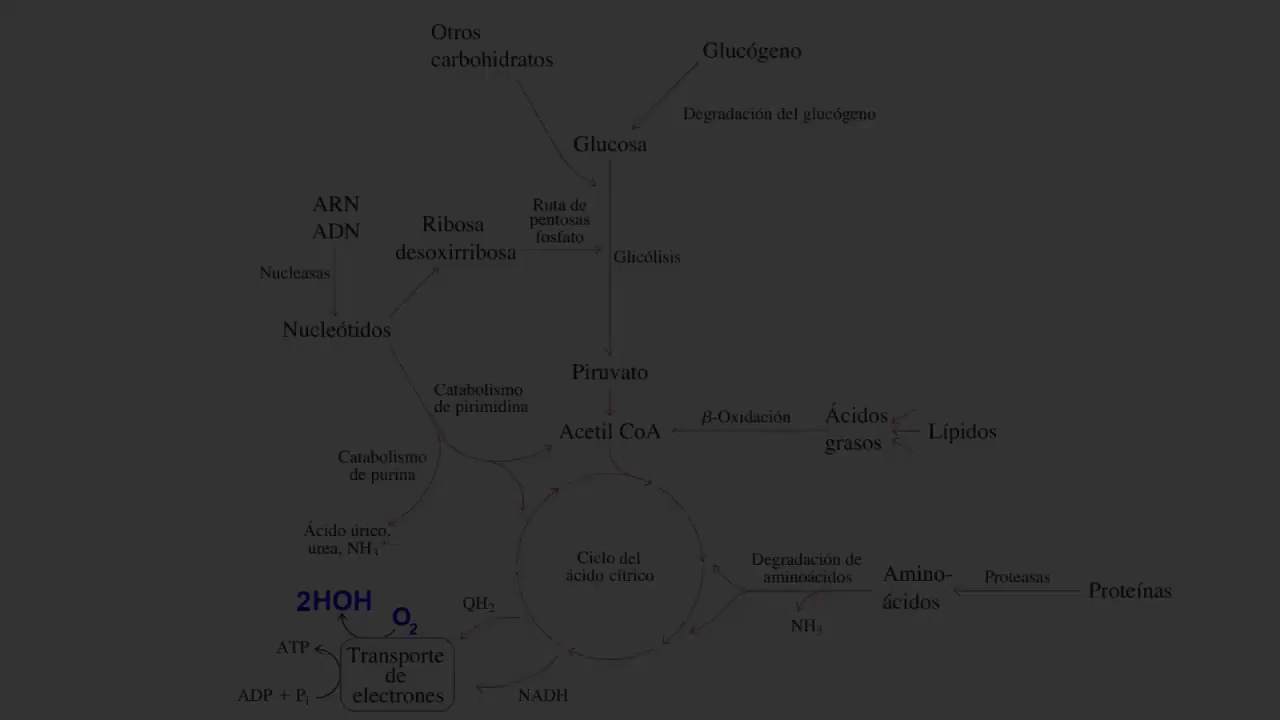 Otros
carbohidratos
Glucógeno
Degradación del glucógeno
Glucosa
ARN
ADN
Ribosa
desoxirribosa
Ruta de
pentosas
fosfato
Glicólisis
Nucleasas
Nucleótidos
Piruvato
Catabolismo
de pirimidina
Acetil CoA
β-Oxidación
Ácidos
grasos
Lípidos
Catabolismo
de purina
Ácido úrico,
urea, NH₃
Ciclo del
ácido cítrico
Degradación de
aminoácidos
Amino-
ácidos
Proteasas
Proteínas
NH₃
2HOH
O₂
QH₂
ATP
Transporte
de
electrones
ADP + Pᵢ
NADH